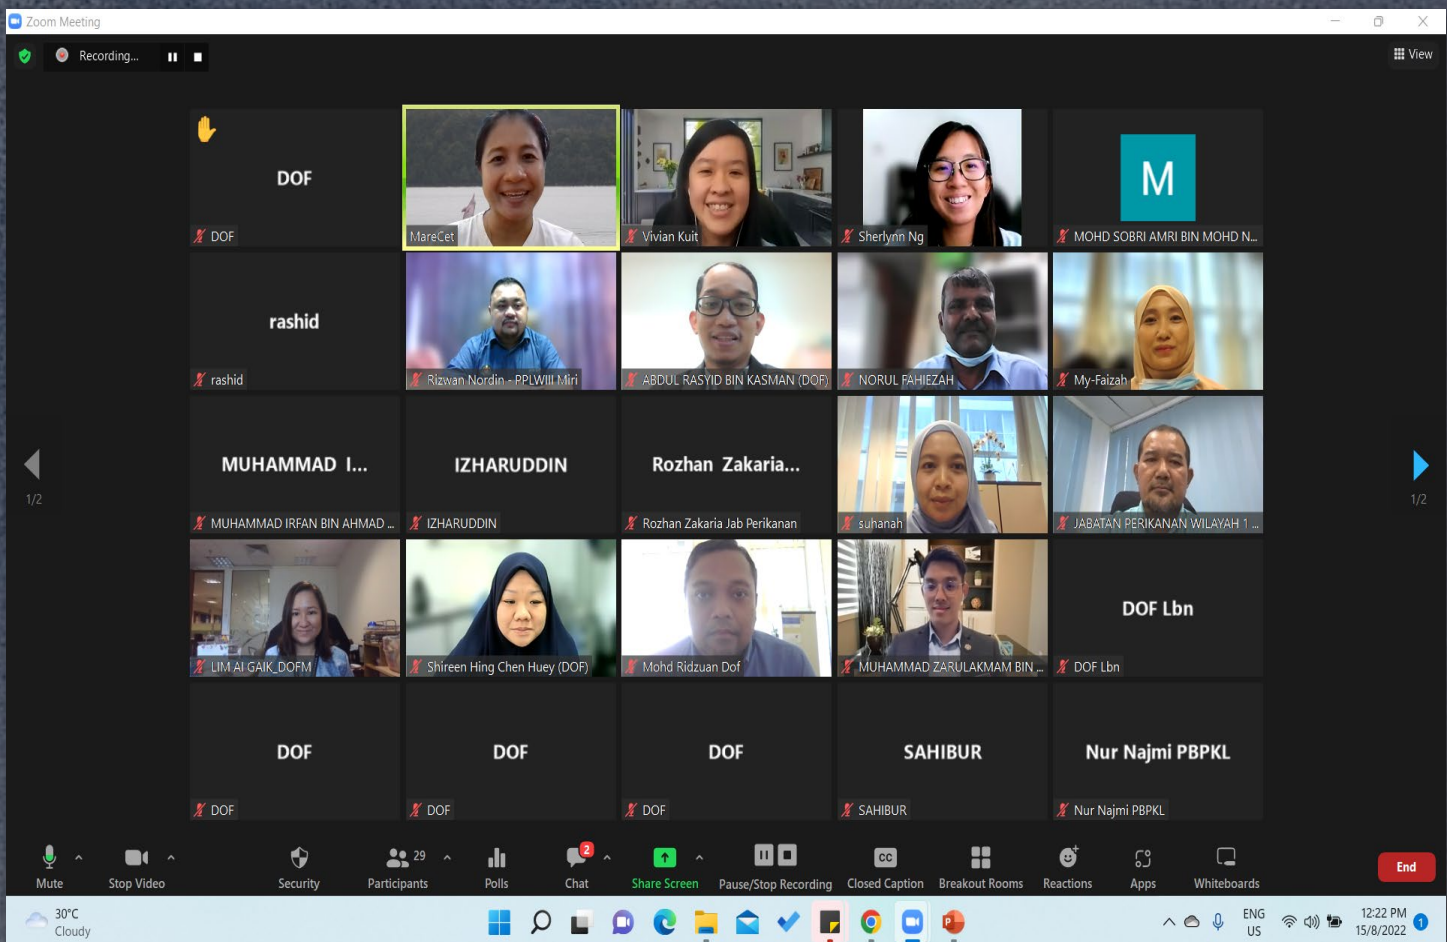 Zoom Meeting
Recording...
View
DOF
DOF
MareCet
Vivian Kuit
Sherlynn Ng
M
MOHD SOBRI AMRI BIN MOHD N...
rashid
rashid
Rizwan Nordin - PPLWIII Miri
ABDUL RASYID BIN KASMAN (DOF)
NORUL FAHIEZAH
My-Faizah
MUHAMMAD I...
MUHAMMAD IRFAN BIN AHMAD ...
IZHARUDDIN
IZHARUDDIN
Rozhan Zakaria...
Rozhan Zakaria Jab Perikanan
suhanah
JABATAN PERIKANAN WILAYAH 1 ...
1/2
1/2
LIM AI GAIK_DOFM
Shireen Hing Chen Huey (DOF)
Mohd Ridzuan Dof
MUHAMMAD ZARULAKMAM BIN ...
DOF Lbn
DOF Lbn
DOF
DOF
DOF
DOF
DOF
DOF
SAHIBUR
SAHIBUR
Nur Najmi PBPKL
Nur Najmi PBPKL
Mute
Stop Video
Security
29
Participants
Polls
2
Chat
Share Screen
Pause/Stop Recording
CC
Closed Caption
Breakout Rooms
Reactions
Apps
Whiteboards
End
30°C
Cloudy
P
ENG
US
12:22 PM
15/8/2022
1